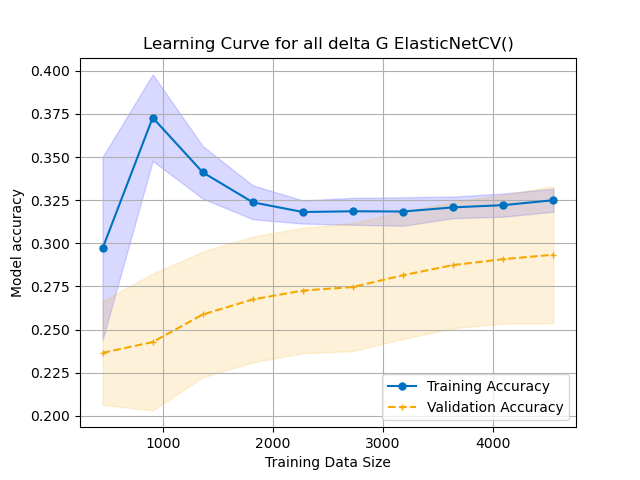 Learning Curve for all delta G ElasticNetCV()
0.400
0.375
0.350
0.325
0.300
0.275
0.250
0.225
0.200
Model accuracy
1000 2000 3000 4000
Training Data Size
Training Accuracy
Validation Accuracy